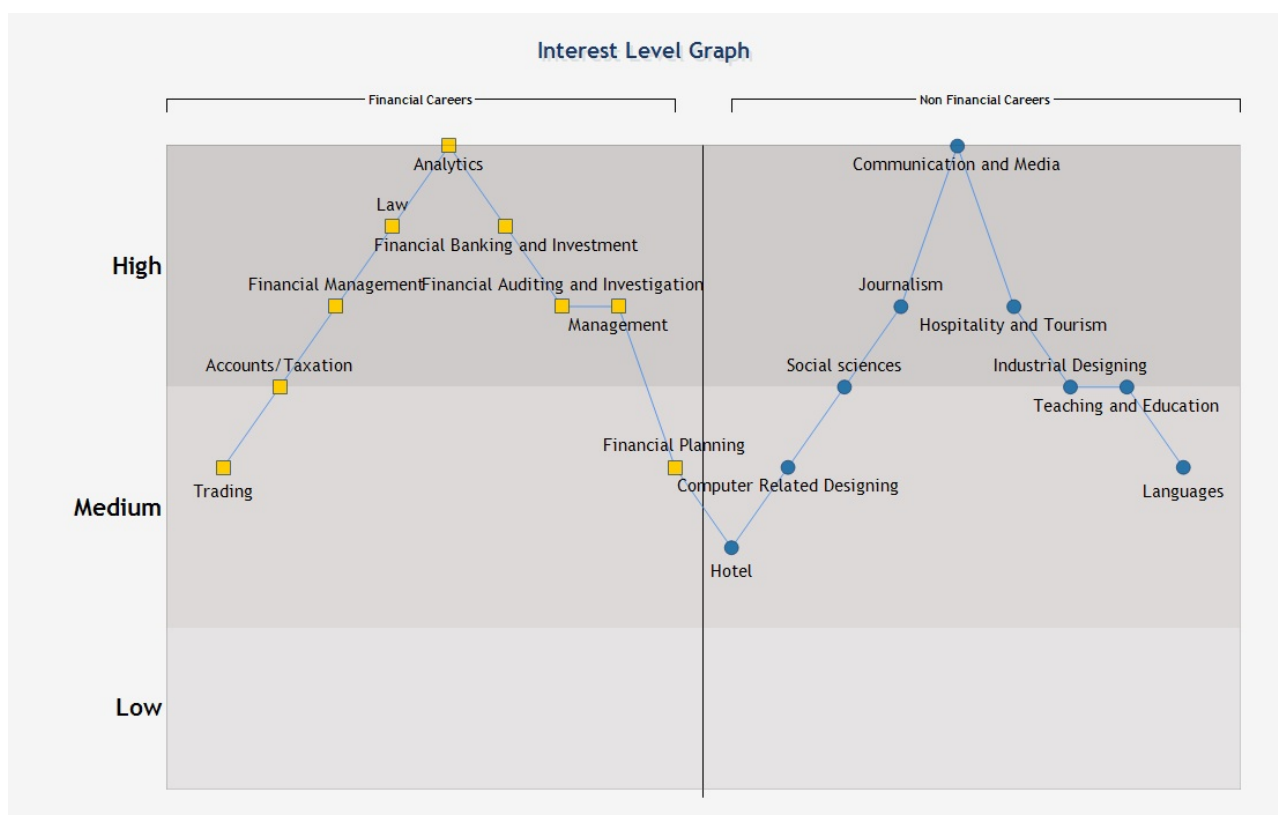 Interest Level Graph
Financial Careers
Non Financial Careers
Analytics
Communication and Media
Law
Financial Banking and Investment
High
Financial Management
Financial Auditing and Investigation
Journalism
Management
Hospitality and Tourism
Accounts/Taxation
Social sciences
Industrial Designing
Teaching and Education
Financial Planning
Trading
Computer Related Designing
Languages
Medium
Hotel
Low